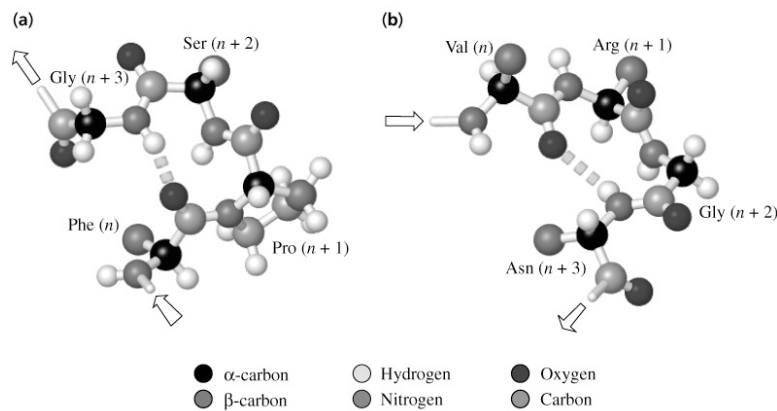 (a)
Ser (n + 2)
Gly (n + 3)
Phe (n)
Pro (n + 1)
(b)
Val (n)
Arg (n + 1)
Gly (n + 2)
Asn (n + 3)
α-carbon
Hydrogen
Oxygen
β-carbon
Nitrogen
Carbon